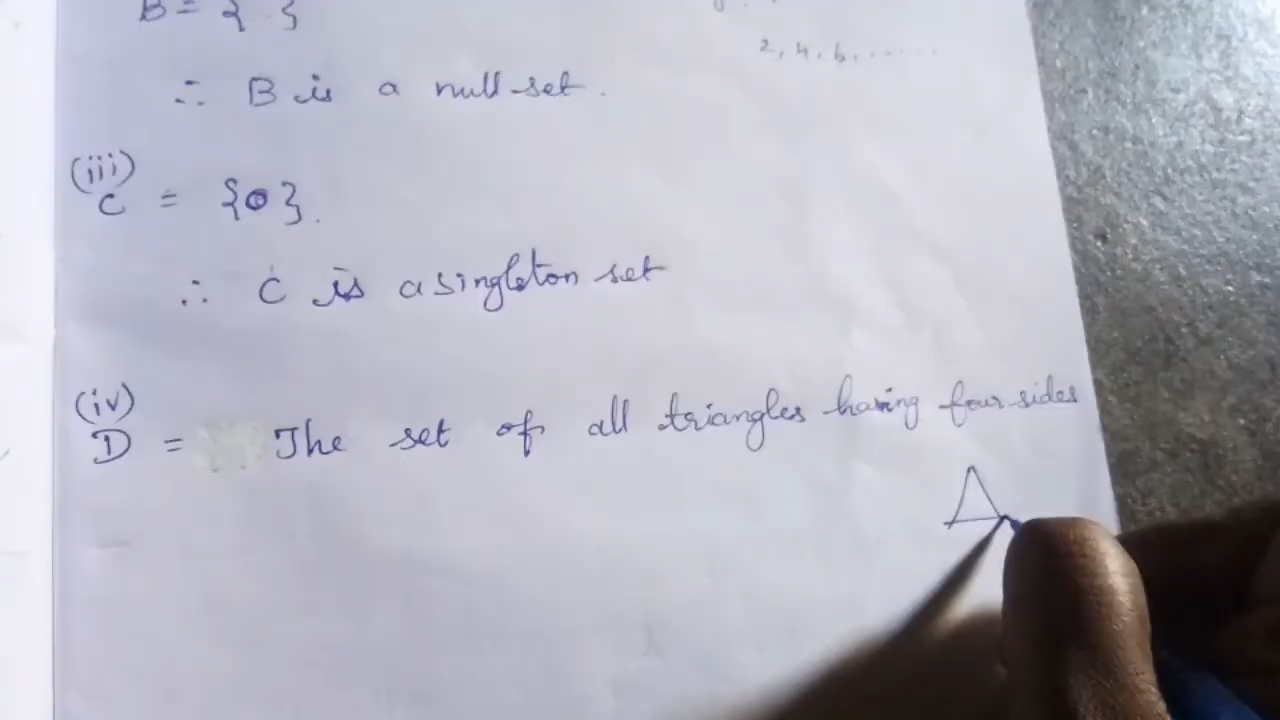 B = { }
2, 4, 6, ......
∴ B is a null set.
(iii)
C = {0}.
∴ C is a singleton set
(iv)
D = The set of all triangles having four sides